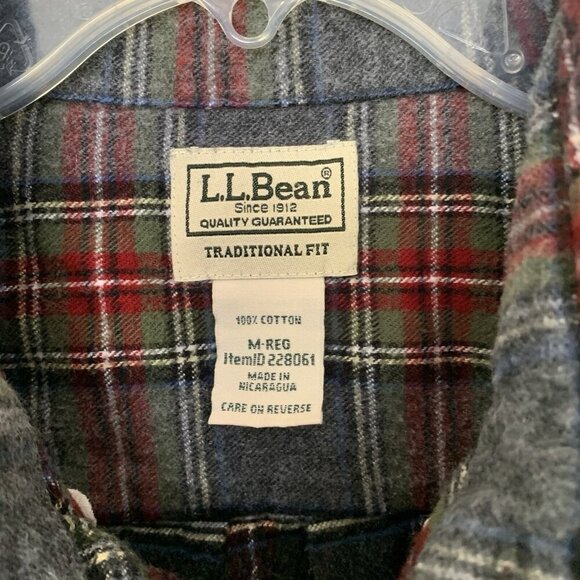 L.L.Bean®
Since 1912
QUALITY GUARANTEED
TRADITIONAL FIT
100% COTTON
M-REG
ItemID 228061
MADE IN
NICARAGUA
CARE ON REVERSE